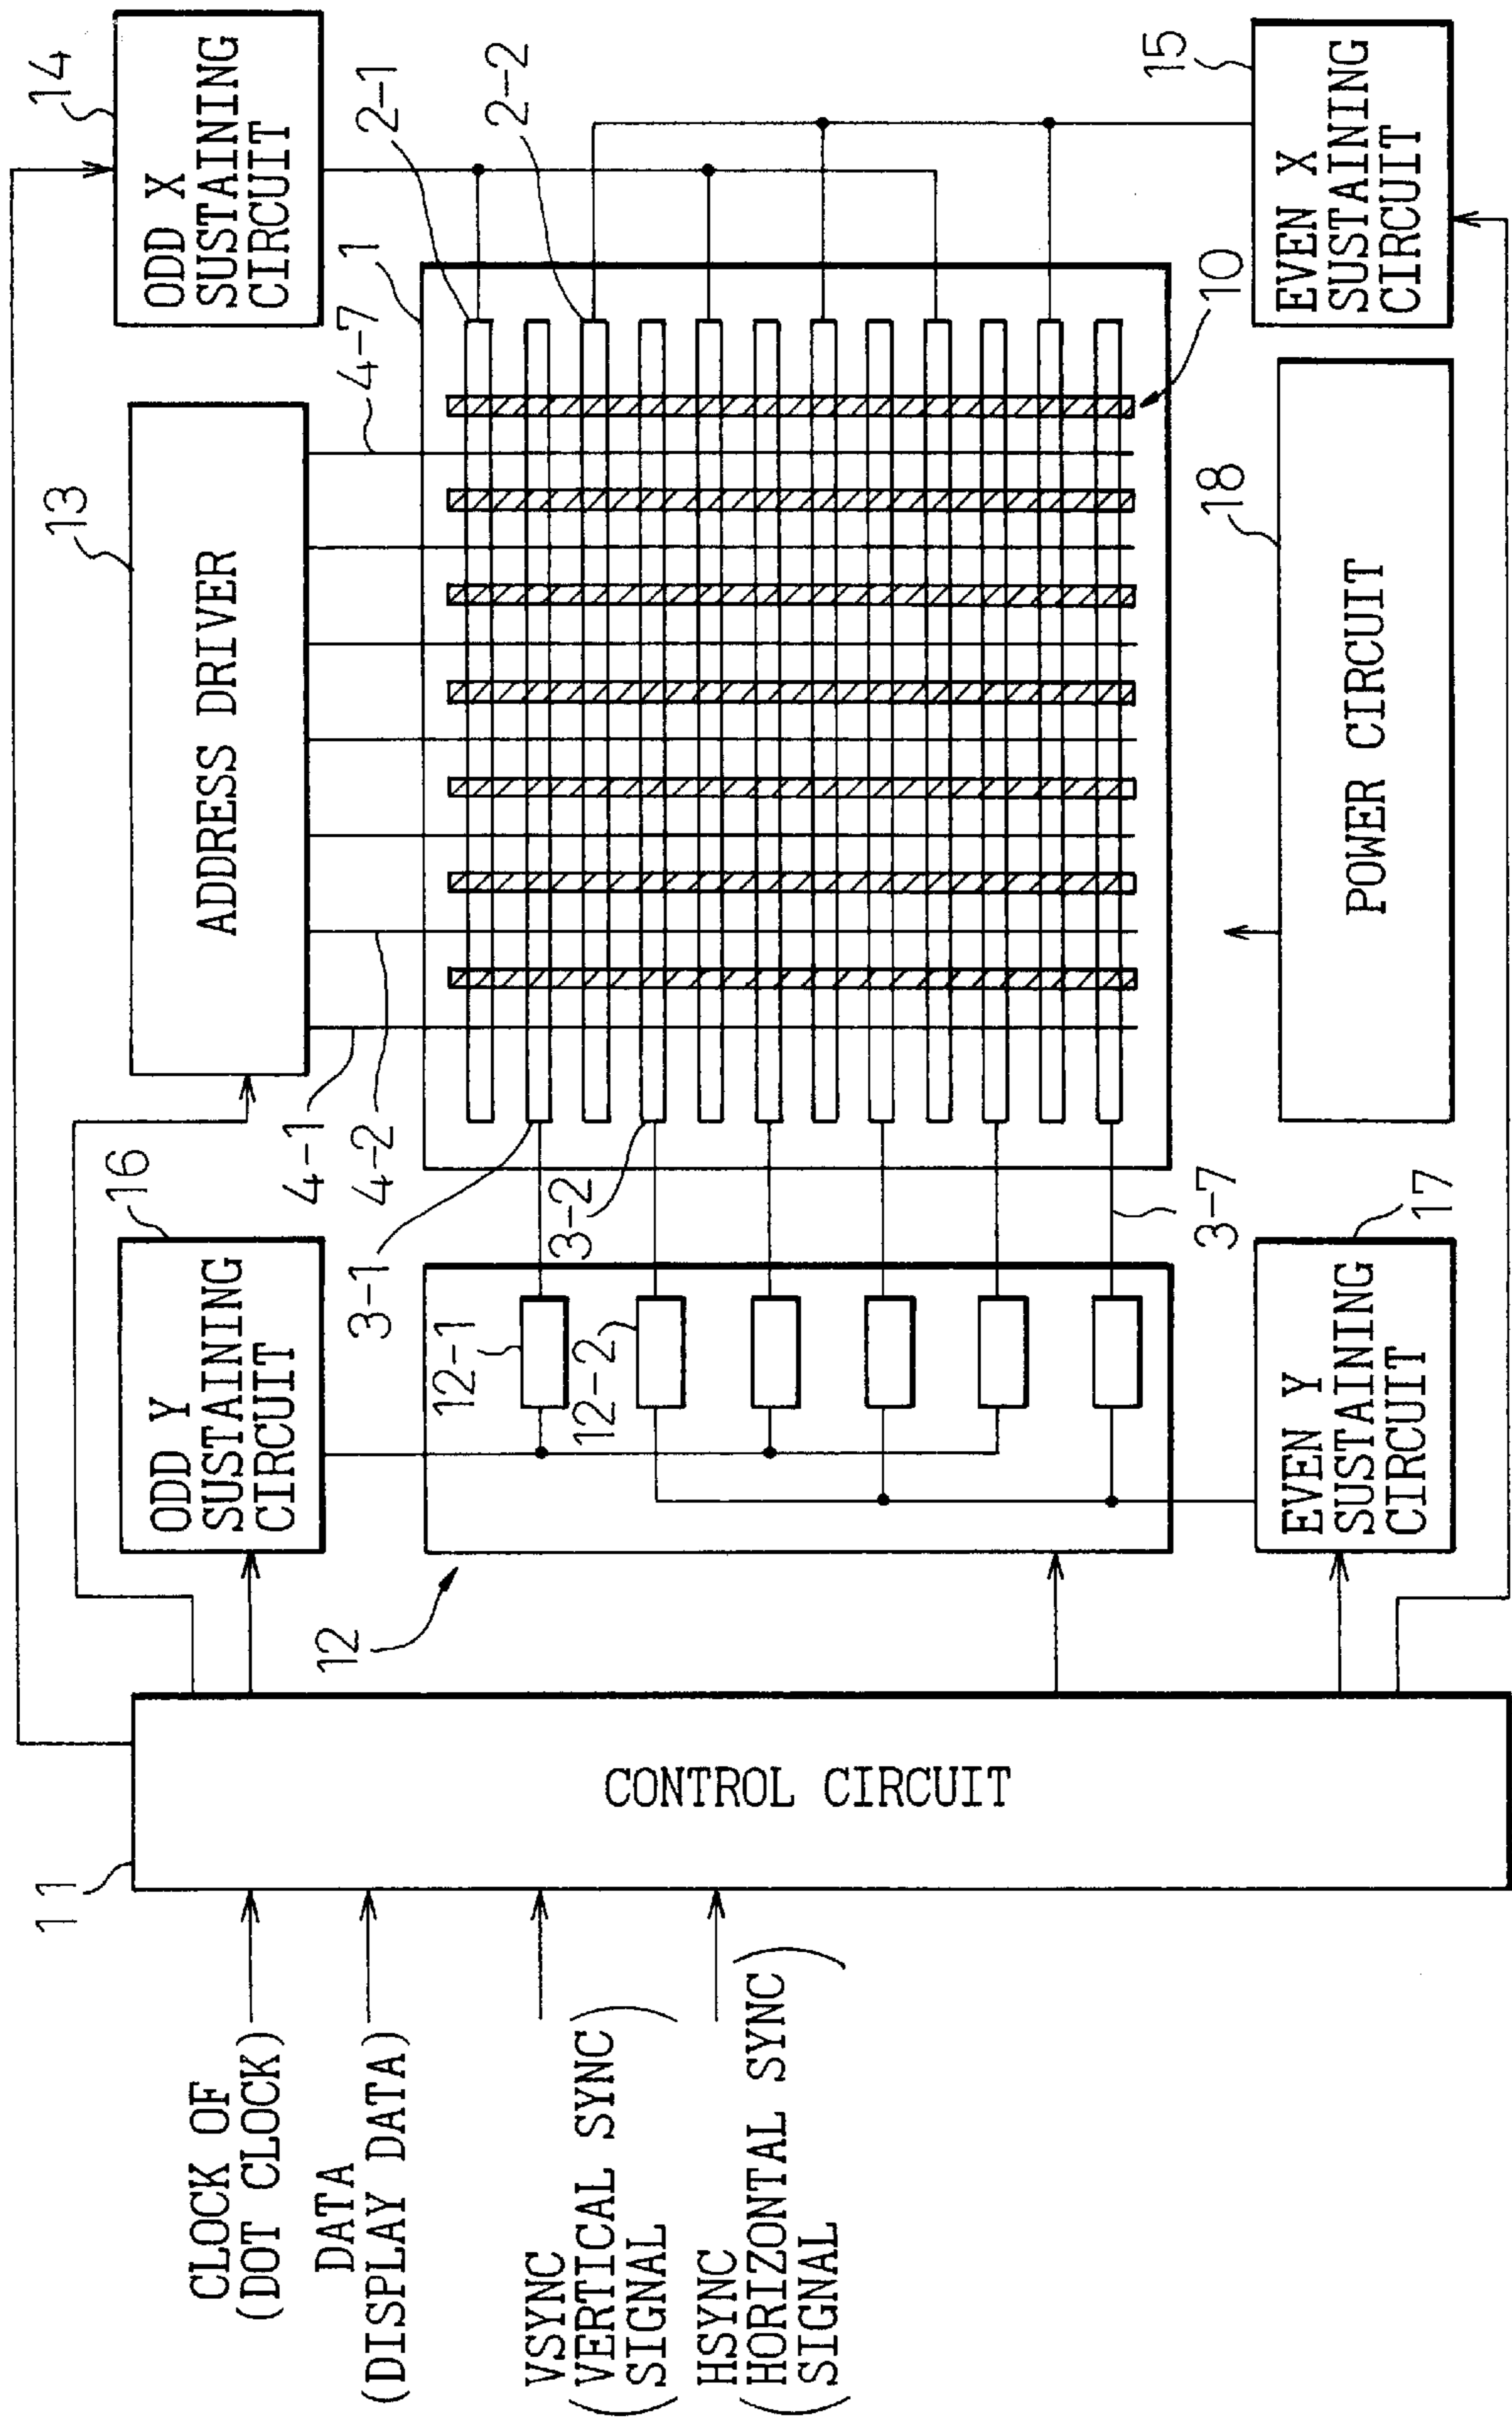 CLOCK OF
(DOT CLOCK)
DATA
(DISPLAY DATA)
VSYNC
(VERTICAL SYNC
SIGNAL)
HSYNC
(HORIZONTAL SYNC
SIGNAL)
11
CONTROL CIRCUIT
16
ODD Y
SUSTAINING
CIRCUIT
12
12-1
12-2
EVEN Y
SUSTAINING
CIRCUIT
17
3-1
3-2
3-7
4-1
4-2
4-7
13
ADDRESS DRIVER
1
10
18
POWER CIRCUIT
14
ODD X
SUSTAINING
CIRCUIT
2-1
2-2
15
EVEN X
SUSTAINING
CIRCUIT